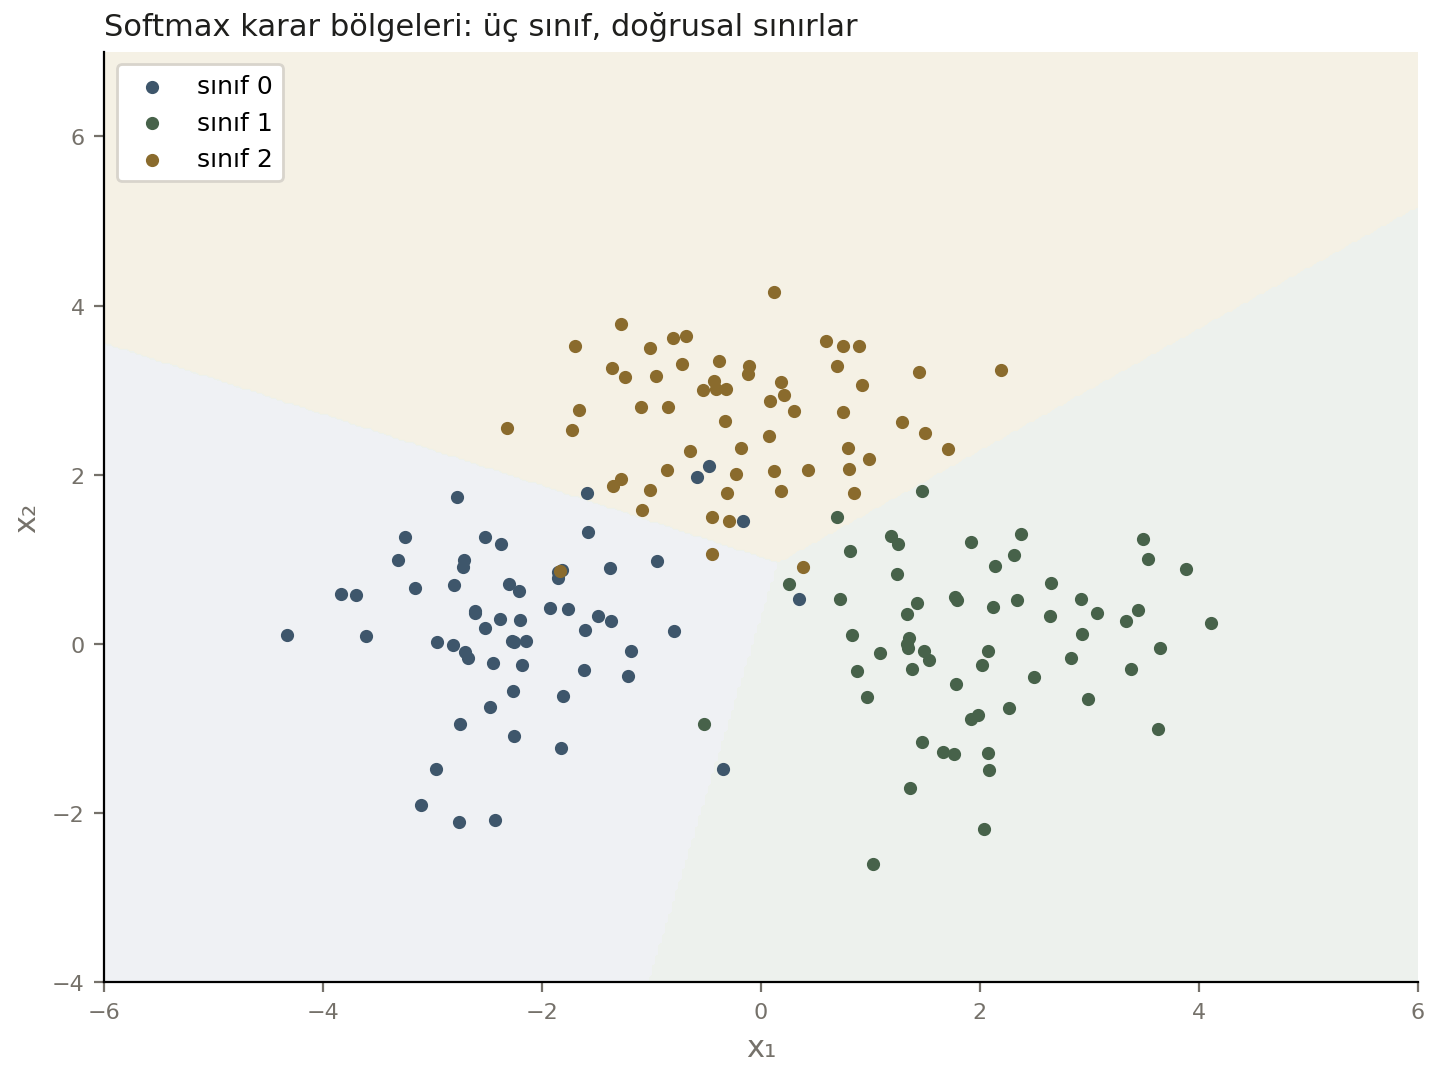 Softmax karar bölgeleri: üç sınıf, doğrusal sınırlar
sınıf 0
sınıf 1
sınıf 2
6
4
2
0
−2
−4
x₂
−6
−4
−2
0
2
4
6
x₁